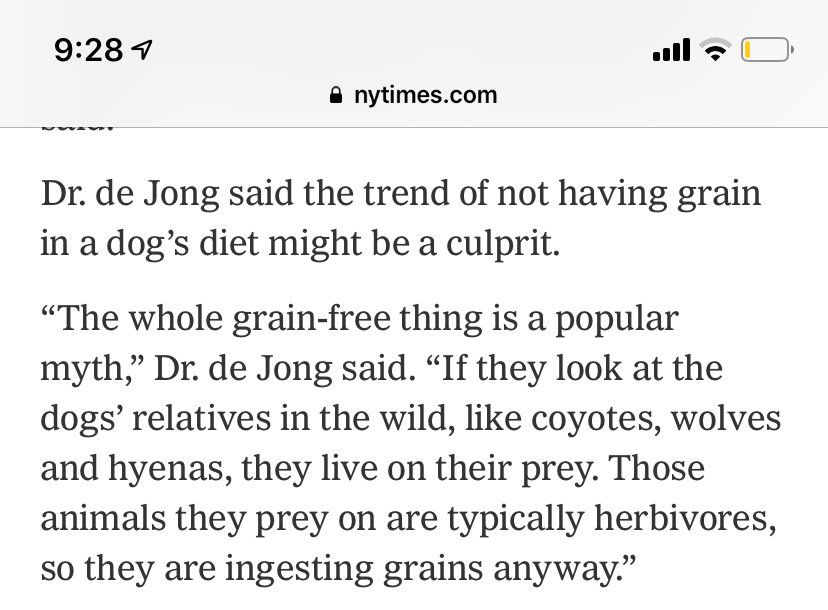 9:28
nytimes.com
said.
Dr. de Jong said the trend of not having grain
in a dog’s diet might be a culprit.
“The whole grain-free thing is a popular
myth,” Dr. de Jong said. “If they look at the
dogs’ relatives in the wild, like coyotes, wolves
and hyenas, they live on their prey. Those
animals they prey on are typically herbivores,
so they are ingesting grains anyway.”